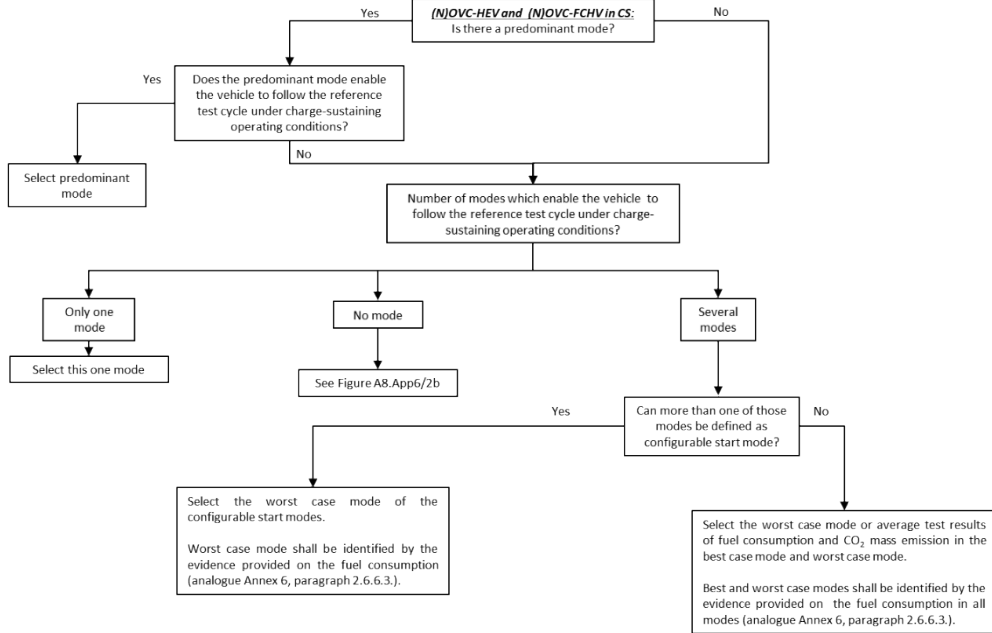 (N)OVC-HEV and (N)OVC-FCHV in CS:
Is there a predominant mode?
Yes
No
Does the predominant mode enable
the vehicle to follow the reference
test cycle under charge-sustaining
operating conditions?
Yes
No
Select predominant
mode
Number of modes which enable the vehicle to
follow the reference test cycle under charge-
sustaining operating conditions?
Only one
mode
No mode
Several
modes
Select this one mode
See Figure A8.App6/2b
Can more than one of those
modes be defined as
configurable start mode?
Yes
No
Select the worst case mode of the
configurable start modes.
Worst case mode shall be identified by the
evidence provided on the fuel consumption
(analogue Annex 6, paragraph 2.6.6.3.).
Select the worst case mode or average test results
of fuel consumption and CO₂ mass emission in the
best case mode and worst case mode.
Best and worst case modes shall be identified by the
evidence provided on the fuel consumption in all
modes (analogue Annex 6, paragraph 2.6.6.3.).